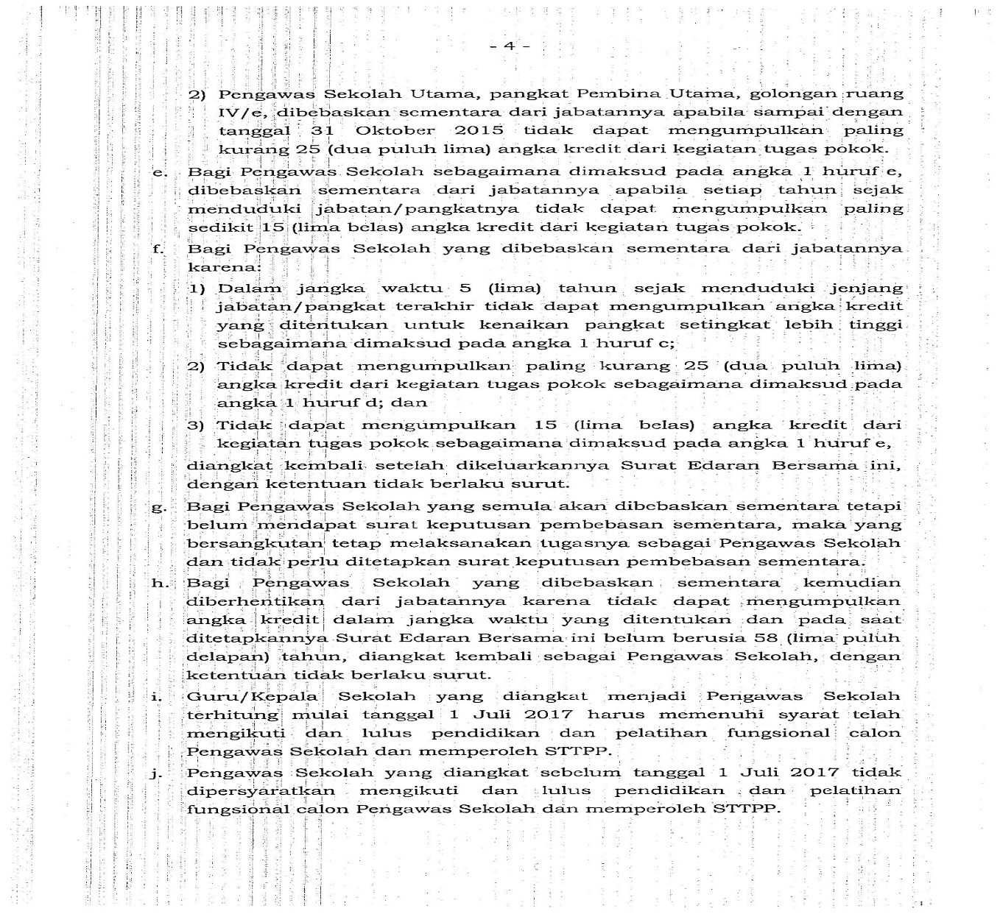 - 4 -
2) Pengawas Sekolah Utama, pangkat Pembina Utama, golongan ruang
IV/e, dibebaskan sementara dari jabatannya apabila sampai dengan
tanggal 31 Oktober 2015 tidak dapat mengumpulkan paling
kurang 25 (dua puluh lima) angka kredit dari kegiatan tugas pokok.
e. Bagi Pengawas Sekolah sebagaimana dimaksud pada angka 1 huruf e,
dibebaskan sementara dari jabatannya apabila setiap tahun sejak
menduduki jabatan/pangkatnya tidak dapat mengumpulkan paling
sedikit 15 (lima belas) angka kredit dari kegiatan tugas pokok.
f. Bagi Pengawas Sekolah yang dibebaskan sementara dari jabatannya
karena:
1) Dalam jangka waktu 5 (lima) tahun sejak menduduki jenjang
jabatan/pangkat terakhir tidak dapat mengumpulkan angka kredit
yang ditentukan untuk kenaikan pangkat setingkat lebih tinggi
sebagaimana dimaksud pada angka 1 huruf c;
2) Tidak dapat mengumpulkan paling kurang 25 (dua puluh lima)
angka kredit dari kegiatan tugas pokok sebagaimana dimaksud pada
angka 1 huruf d; dan
3) Tidak dapat mengumpulkan 15 (lima belas) angka kredit dari
kegiatan tugas pokok sebagaimana dimaksud pada angka 1 huruf e,
diangkat kembali setelah dikeluarkannya Surat Edaran Bersama ini,
dengan ketentuan tidak berlaku surut.
g. Bagi Pengawas Sekolah yang semula akan dibebaskan sementara tetapi
belum mendapat surat keputusan pembebasan sementara, maka yang
bersangkutan tetap melaksanakan tugasnya sebagai Pengawas Sekolah
dan tidak perlu ditetapkan surat keputusan pembebasan sementara.
h. Bagi Pengawas Sekolah yang dibebaskan sementara kemudian
diberhentikan dari jabatannya karena tidak dapat mengumpulkan
angka kredit dalam jangka waktu yang ditentukan dan pada saat
ditetapkannya Surat Edaran Bersama ini belum berusia 58 (lima puluh
delapan) tahun, diangkat kembali sebagai Pengawas Sekolah, dengan
ketentuan tidak berlaku surut.
i. Guru/Kepala Sekolah yang diangkat menjadi Pengawas Sekolah
terhitung mulai tanggal 1 Juli 2017 harus memenuhi syarat telah
mengikuti dan lulus pendidikan dan pelatihan fungsional calon
Pengawas Sekolah dan memperoleh STTPP.
j. Pengawas Sekolah yang diangkat sebelum tanggal 1 Juli 2017 tidak
dipersyaratkan mengikuti dan lulus pendidikan dan pelatihan
fungsional calon Pengawas Sekolah dan memperoleh STTPP.